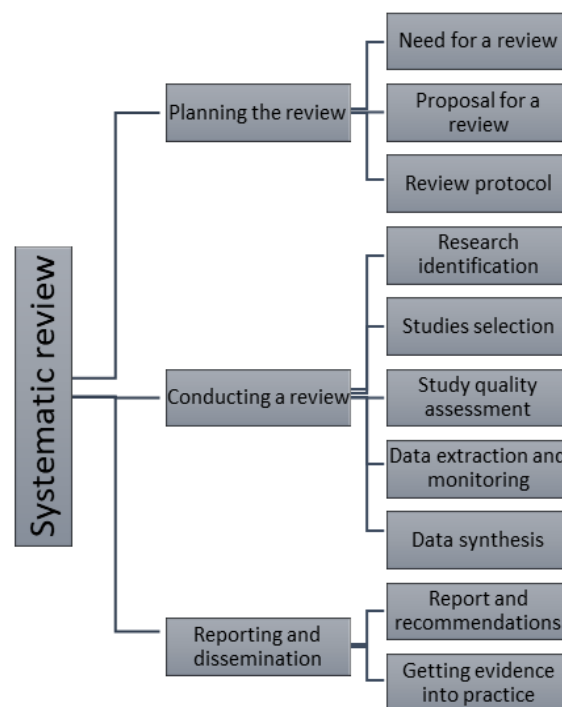 Systematic review
Planning the review
Need for a review
Proposal for a
review
Review protocol
Conducting a review
Research
identification
Studies selection
Study quality
assessment
Data extraction and
monitoring
Data synthesis
Reporting and
dissemination
Report and
recommendations
Getting evidence
into practice